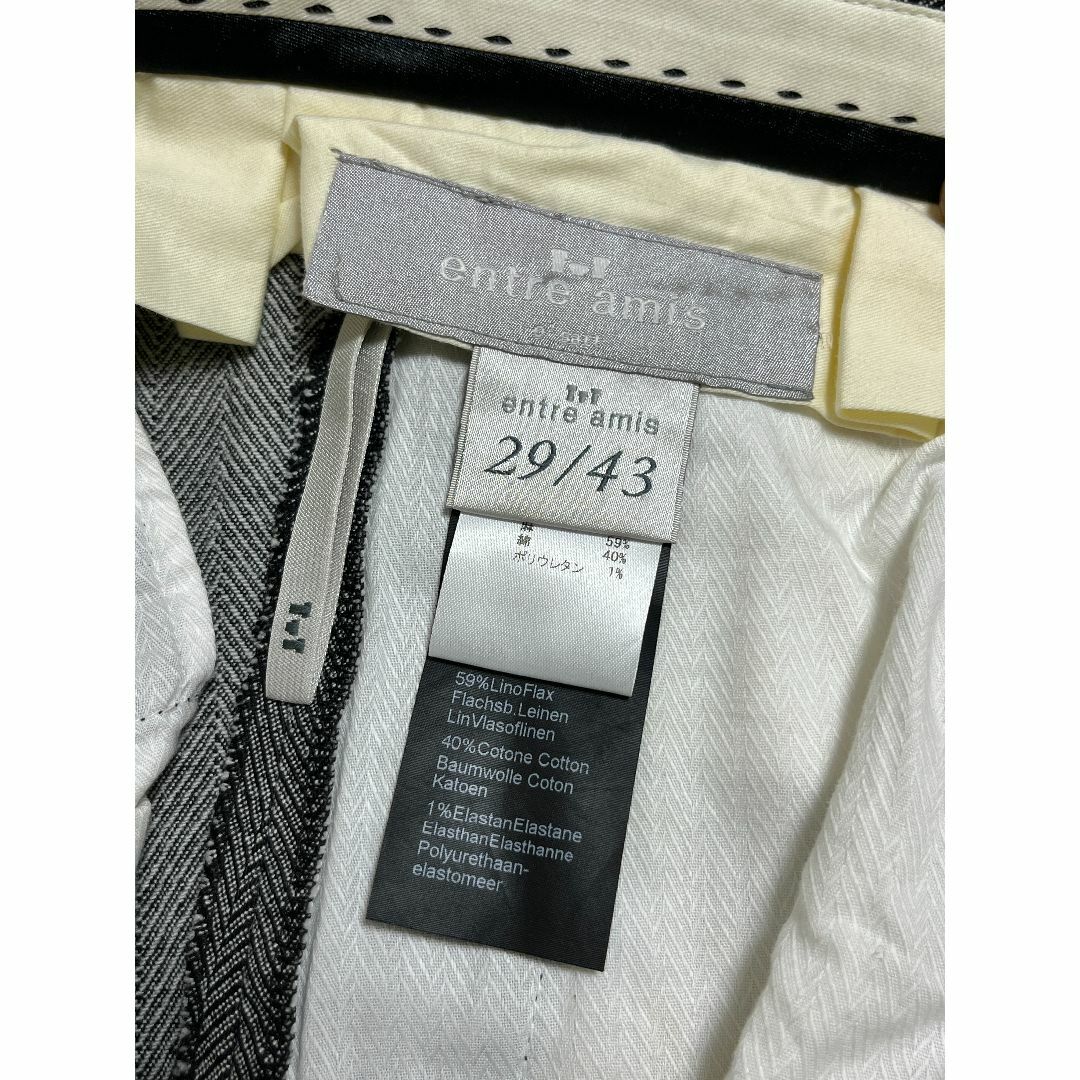 entre amis
entre amis
29/43
麻 59%
綿 40%
ポリウレタン 1%
59%LinoFlax
Flachsb.Leinen
LinVlasoflinen
40%Cotone Cotton
Baumwolle Coton
Katoen
1%ElastanElastane
ElasthanElasthanne
Polyurethaan-
elastomeer